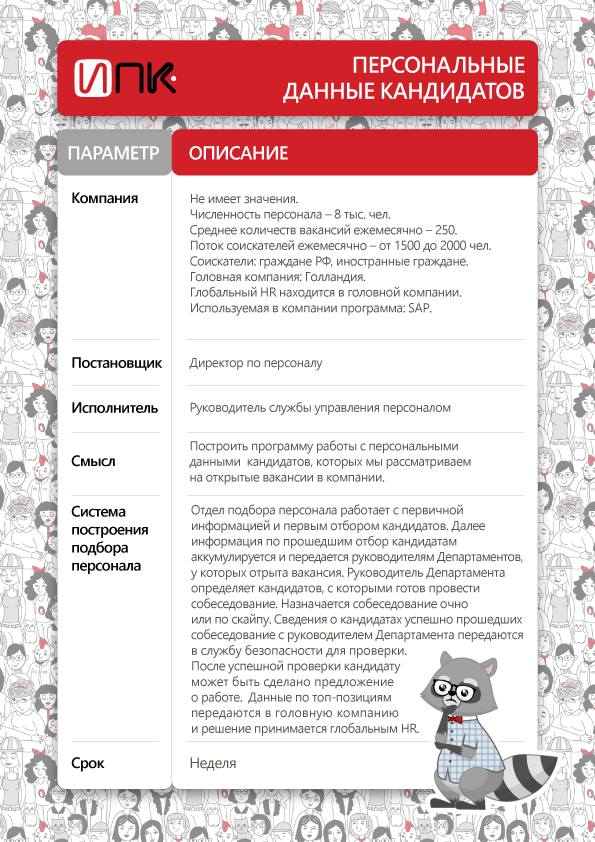 ИПК
ПЕРСОНАЛЬНЫЕ
ДАННЫЕ КАНДИДАТОВ
ПАРАМЕТР
ОПИСАНИЕ
Компания
Не имеет значения.
Численность персонала – 8 тыс. чел.
Среднее количеств вакансий ежемесячно – 250.
Поток соискателей ежемесячно – от 1500 до 2000 чел.
Соискатели: граждане РФ, иностранные граждане.
Головная компания: Голландия.
Глобальный HR находится в головной компании.
Используемая в компании программа: SAP.
Постановщик
Директор по персоналу
Исполнитель
Руководитель службы управления персоналом
Смысл
Построить программу работы с персональными
данными кандидатов, которых мы рассматриваем
на открытые вакансии в компании.
Система
построения
подбора
персонала
Отдел подбора персонала работает с первичной
информацией и первым отбором кандидатов. Далее
информация по прошедшим отбор кандидатам
аккумулируется и передается руководителям Департаментов,
у которых отрыта вакансия. Руководитель Департамента
определяет кандидатов, с которыми готов провести
собеседование. Назначается собеседование очно
или по скайпу. Сведения о кандидатах успешно прошедших
собеседование с руководителем Департамента передаются
в службу безопасности для проверки.
После успешной проверки кандидату
может быть сделано предложение
о работе. Данные по топ-позициям
передаются в головную компанию
и решение принимается глобальным HR.
Срок
Неделя